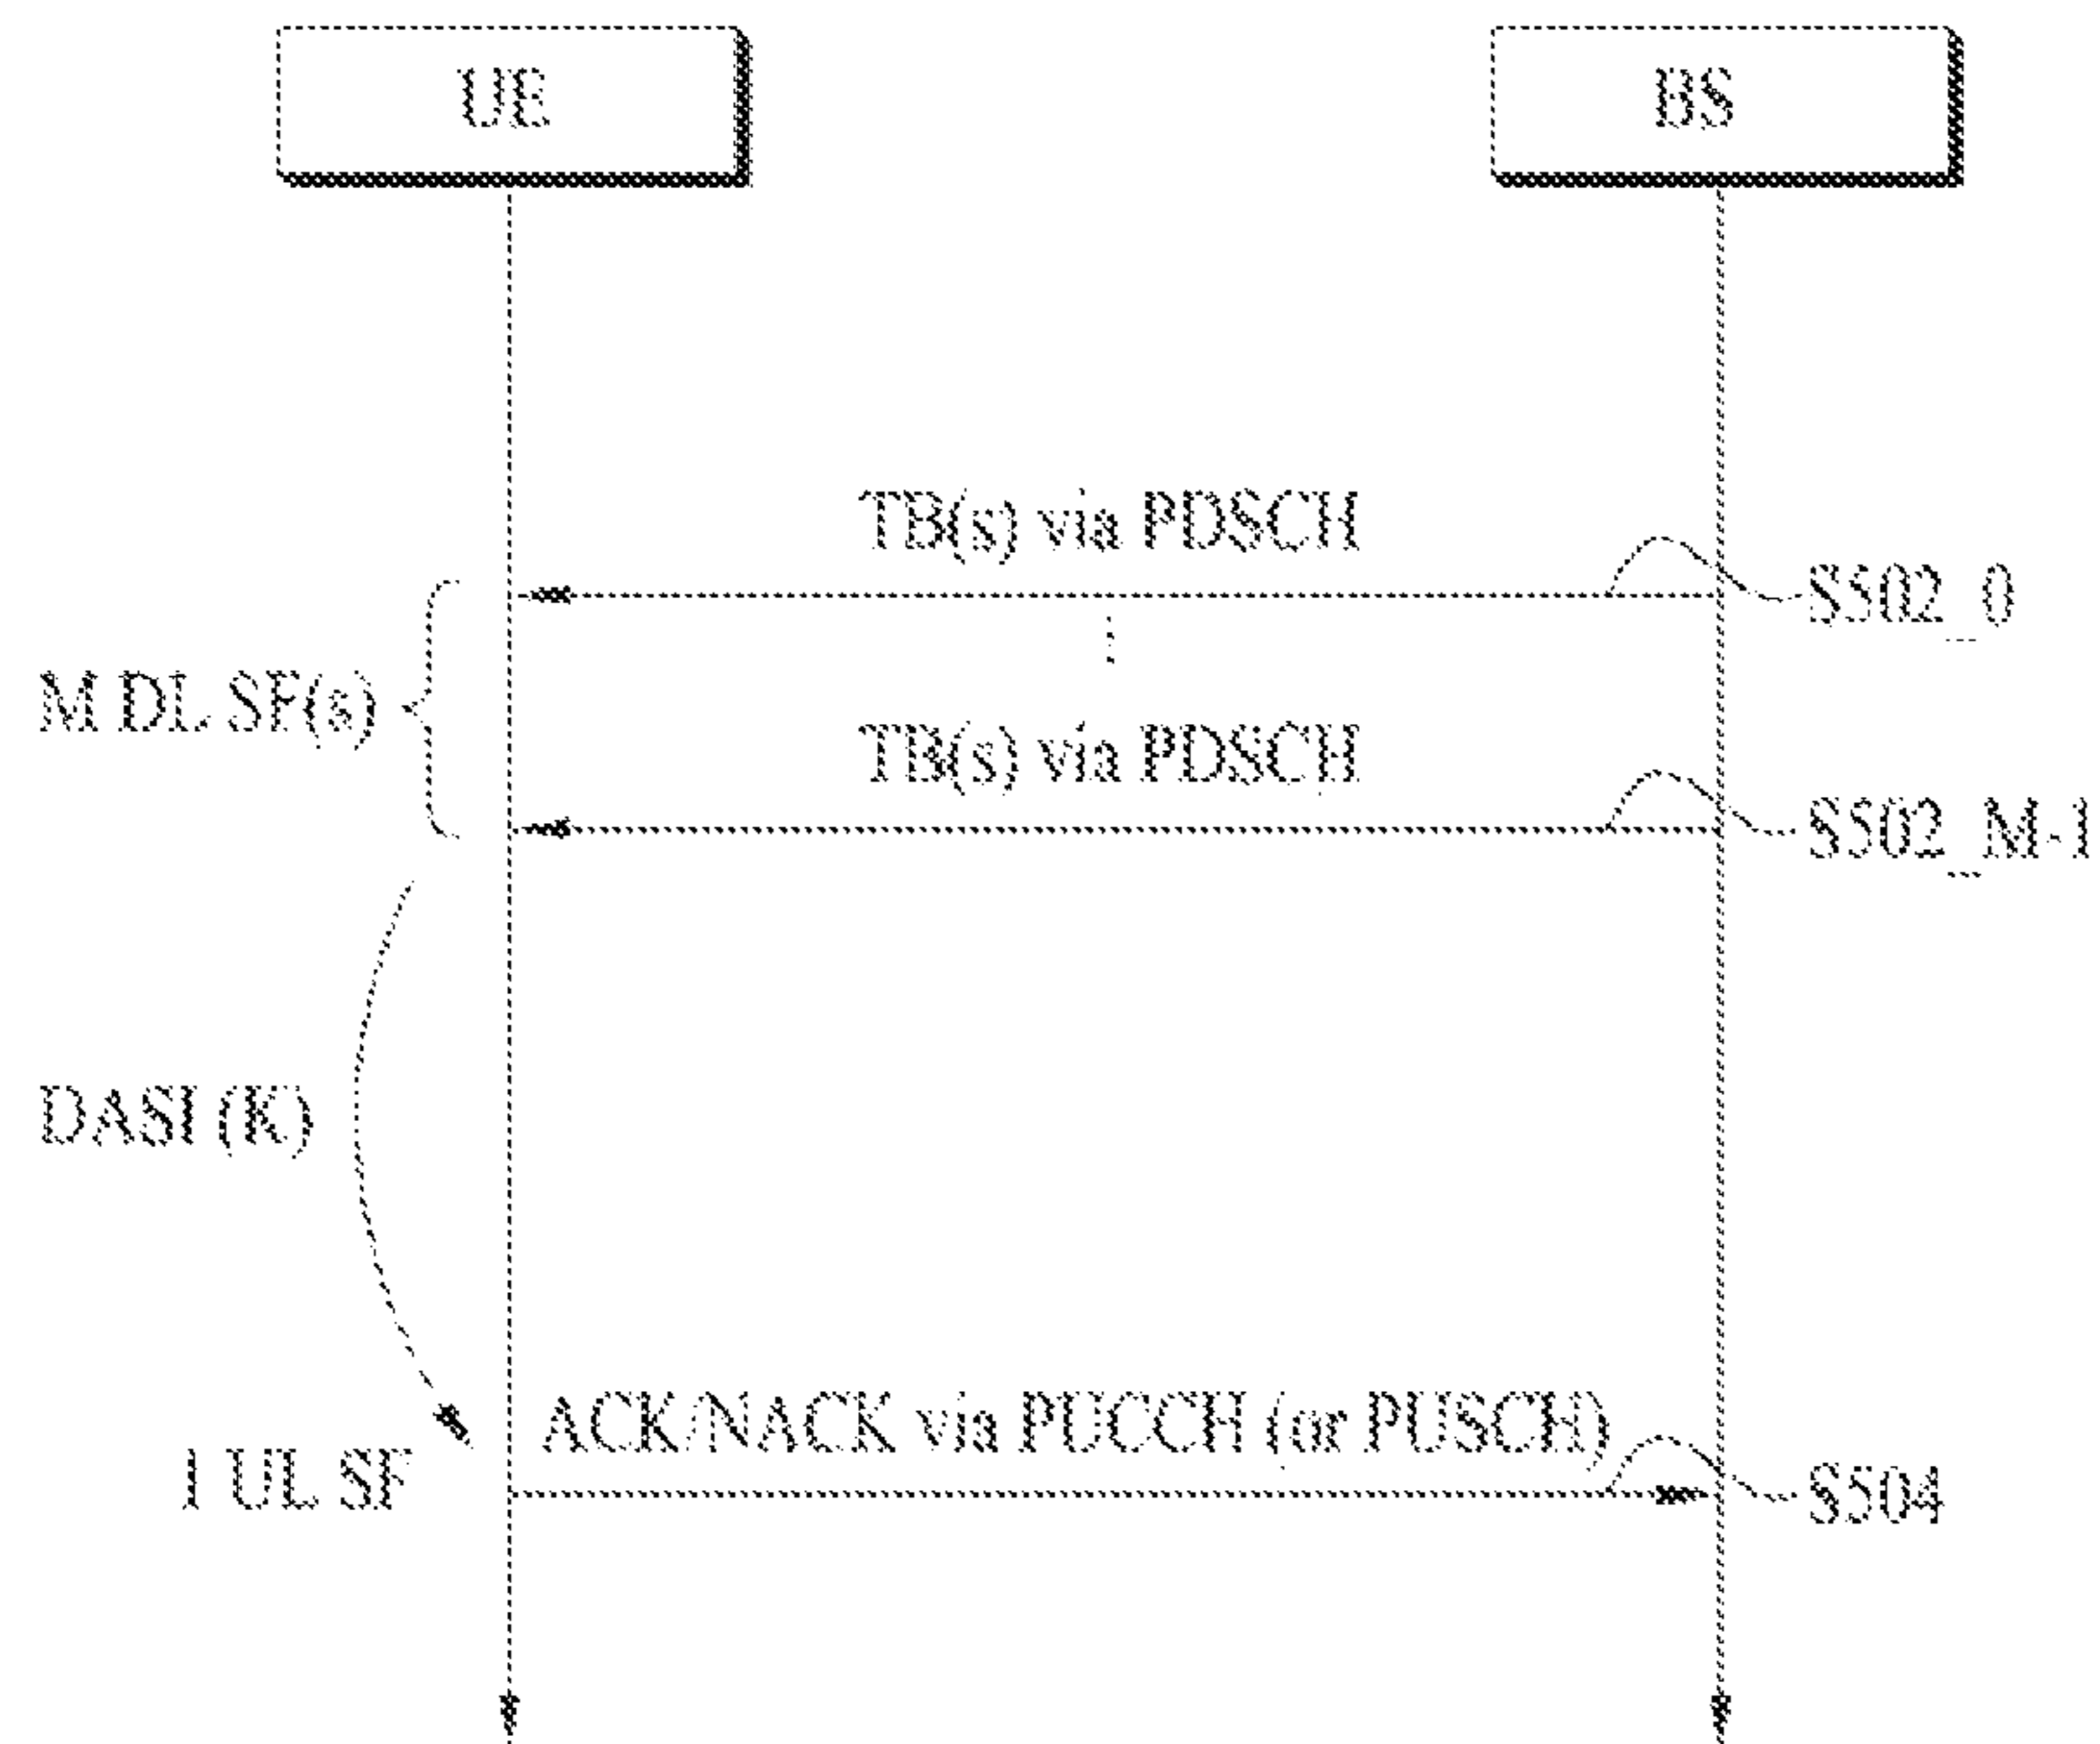 UE
BS
TB(s) via PDSCH
S502_0
M DL SF(s)
TB(s) via PDSCH
S502_M-1
DASI (K)
ACK/NACK via PUCCH (or PUSCH)
1 UL SF
S504